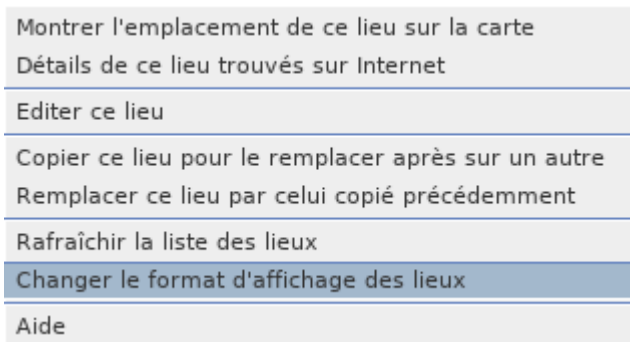 Montrer l'emplacement de ce lieu sur la carte
Détails de ce lieu trouvés sur Internet
Editer ce lieu
Copier ce lieu pour le remplacer après sur un autre
Remplacer ce lieu par celui copié précédemment
Rafraîchir la liste des lieux
Changer le format d'affichage des lieux
Aide